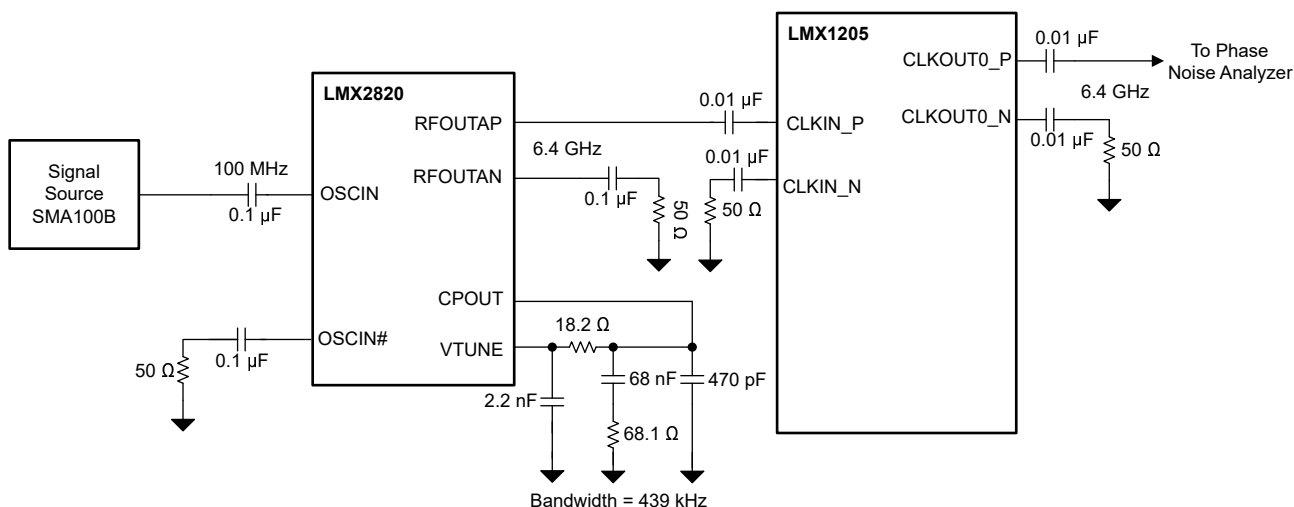 LMX1205
0.01 µF
CLKOUT0_P
To Phase
Noise Analyzer
6.4 GHz
CLKOUT0_N
0.01 µF
50 Ω
LMX2820
RFOUTAP
0.01 µF
CLKIN_P
6.4 GHz
0.01 µF
CLKIN_N
50 Ω
RFOUTAN
0.1 µF
50 Ω
Signal
Source
SMA100B
100 MHz
0.1 µF
OSCIN
CPOUT
18.2 Ω
VTUNE
OSCIN#
0.1 µF
50 Ω
2.2 nF
68 nF
470 pF
68.1 Ω
Bandwidth = 439 kHz